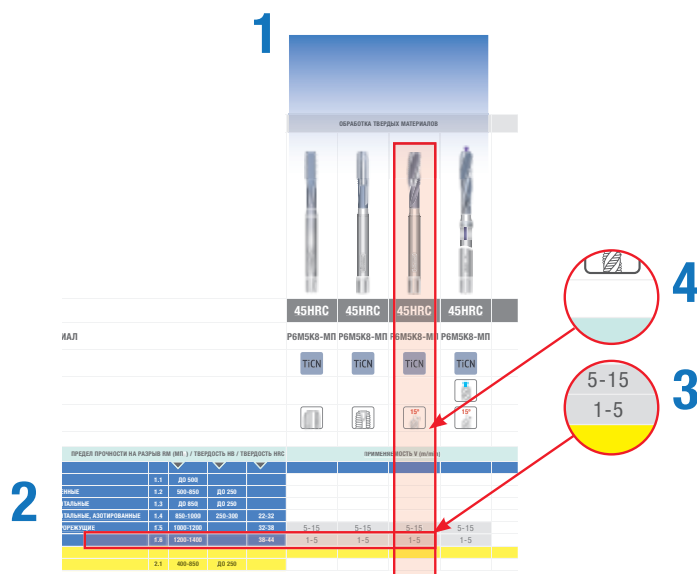 1
ОБРАБОТКА ТВЕРДЫХ МАТЕРИАЛОВ
4
45HRC 45HRC 45HRC 45HRC
ИАЛ Р6М5К8-МП Р6М5К8-МП Р6М5К8-МП Р6М5К8-МП
TiCN TiCN TiCN TiCN
5-15
1-5
3
15° 15°
ПРЕДЕЛ ПРОЧНОСТИ НА РАЗРЫВ RM (МП ) / ТВЕРДОСТЬ HB / ТВЕРДОСТЬ HRC ПРИМЕНЯЕМОСТЬ V (m/min)
2
1.1 ДО 500
ЕННЫЕ 1.2 500-850 ДО 250
ТАЛЬНЫЕ 1.3 ДО 850 ДО 250
ТАЛЬНЫЕ, АЗОТИРОВАННЫЕ 1.4 850-1000 250-300 22-32
РОРЕЖУЩИЕ 1.5 1000-1200 32-38 5-15 5-15 5-15 5-15
1.6 1200-1400 38-44 1-5 1-5 1-5 1-5
2.1 400-850 ДО 250